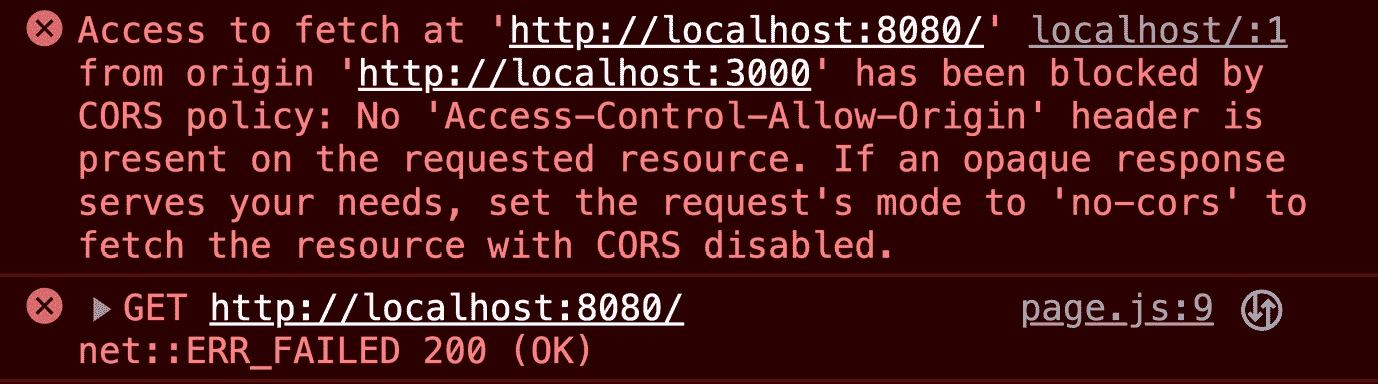 Access to fetch at 'http://localhost:8080/' localhost/:1
from origin 'http://localhost:3000' has been blocked by
CORS policy: No 'Access-Control-Allow-Origin' header is
present on the requested resource. If an opaque response
serves your needs, set the request's mode to 'no-cors' to
fetch the resource with CORS disabled.
GET http://localhost:8080/ page.js:9
net::ERR_FAILED 200 (OK)